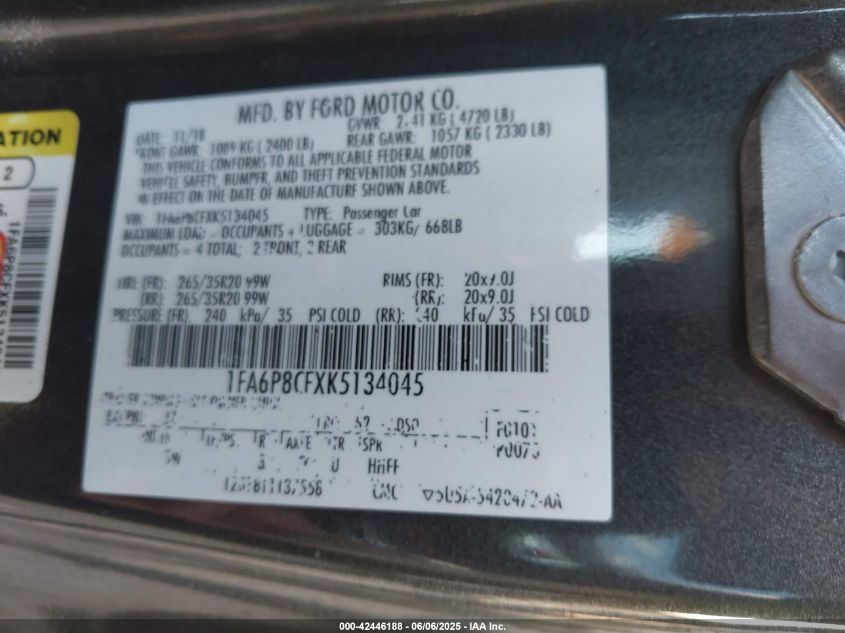 MFD. BY FORD MOTOR CO.
DATE: 11/18 GVWR: 2141 KG (4720 LB)
FRONT GAWR: 1089 KG (2400 LB) REAR GAWR: 1057 KG (2330 LB)
THIS VEHICLE CONFORMS TO ALL APPLICABLE FEDERAL MOTOR
VEHICLE SAFETY, BUMPER, AND THEFT PREVENTION STANDARDS
IN EFFECT ON THE DATE OF MANUFACTURE SHOWN ABOVE.
VIN: 1FA6P8CFXK5134045 TYPE: Passenger Car
MAXIMUM LOAD = OCCUPANTS + LUGGAGE = 303KG/ 668LB
OCCUPANTS = 4 TOTAL; 2 FRONT, 2 REAR
TIRE (FR): 265/35R20 99W RIMS (FR): 20x9.0J
(RR): 265/35R20 99W (RR): 20x9.0J
PRESSURE (FR): 240 kPa/ 35 PSI COLD (RR): 240 kPa/ 35 PSI COLD
1FA6P8CFXK5134045
DSO
AXLE TR SPR
U HHFF
ATION
2
S.